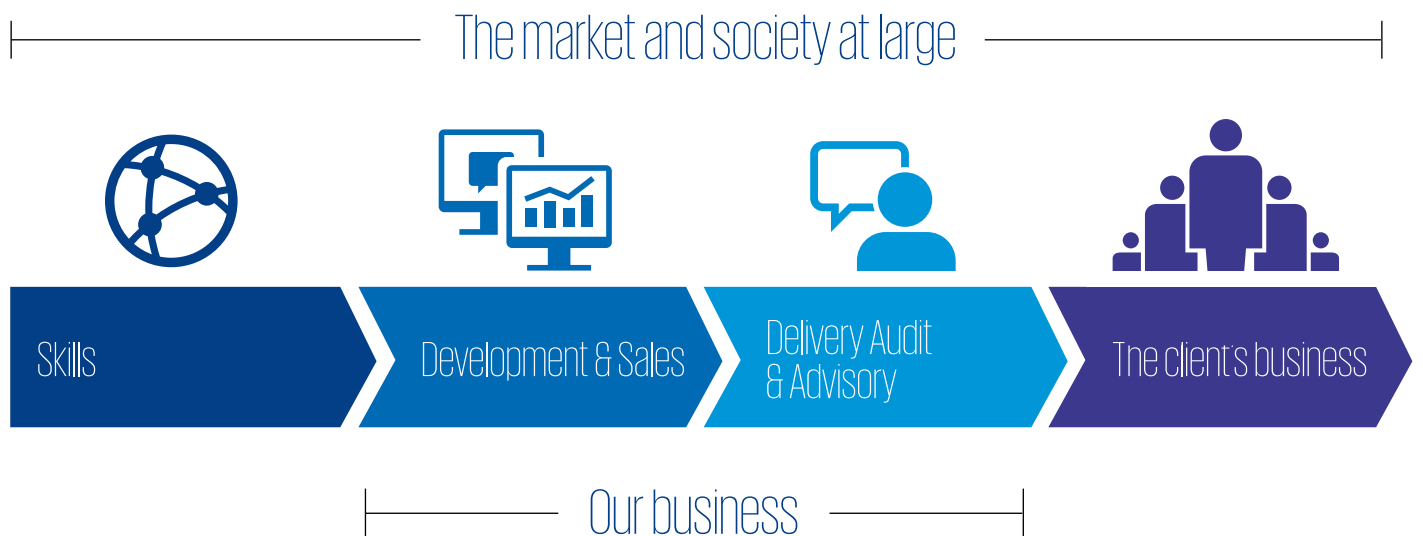 The market and society at large
Skills
Development & Sales
Delivery Audit
& Advisory
The client's business
Our business